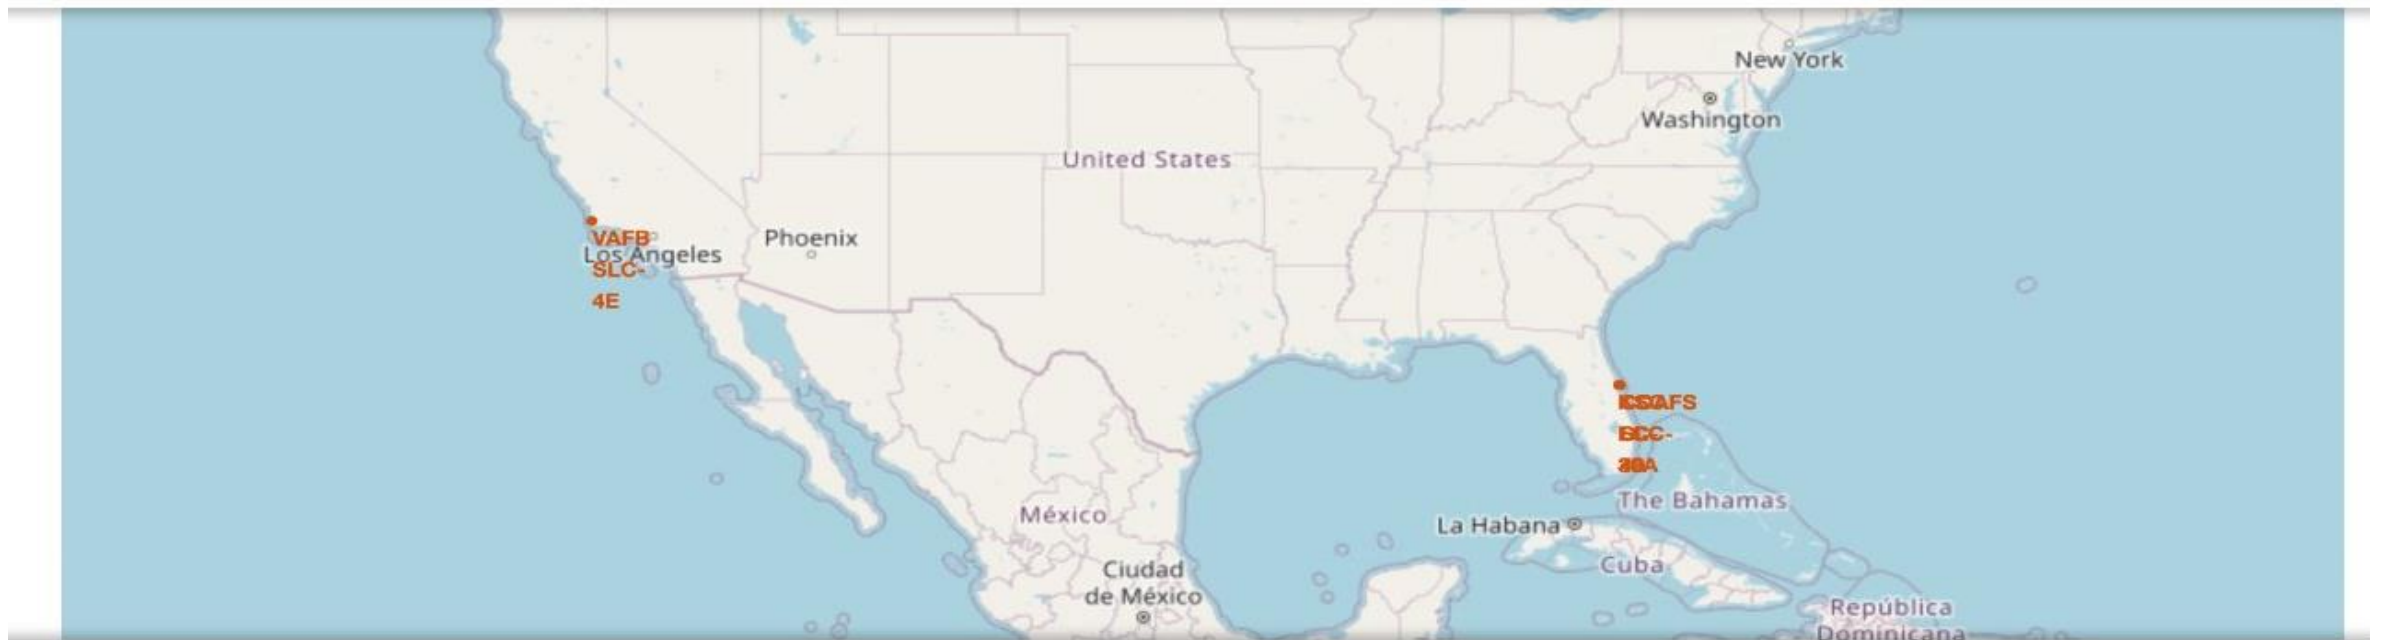 New York
Washington
United States
VAFB
SLC-
4E
Los Angeles
Phoenix
The Bahamas
México
La Habana
Cuba
Ciudad
de México
República
Dominicana